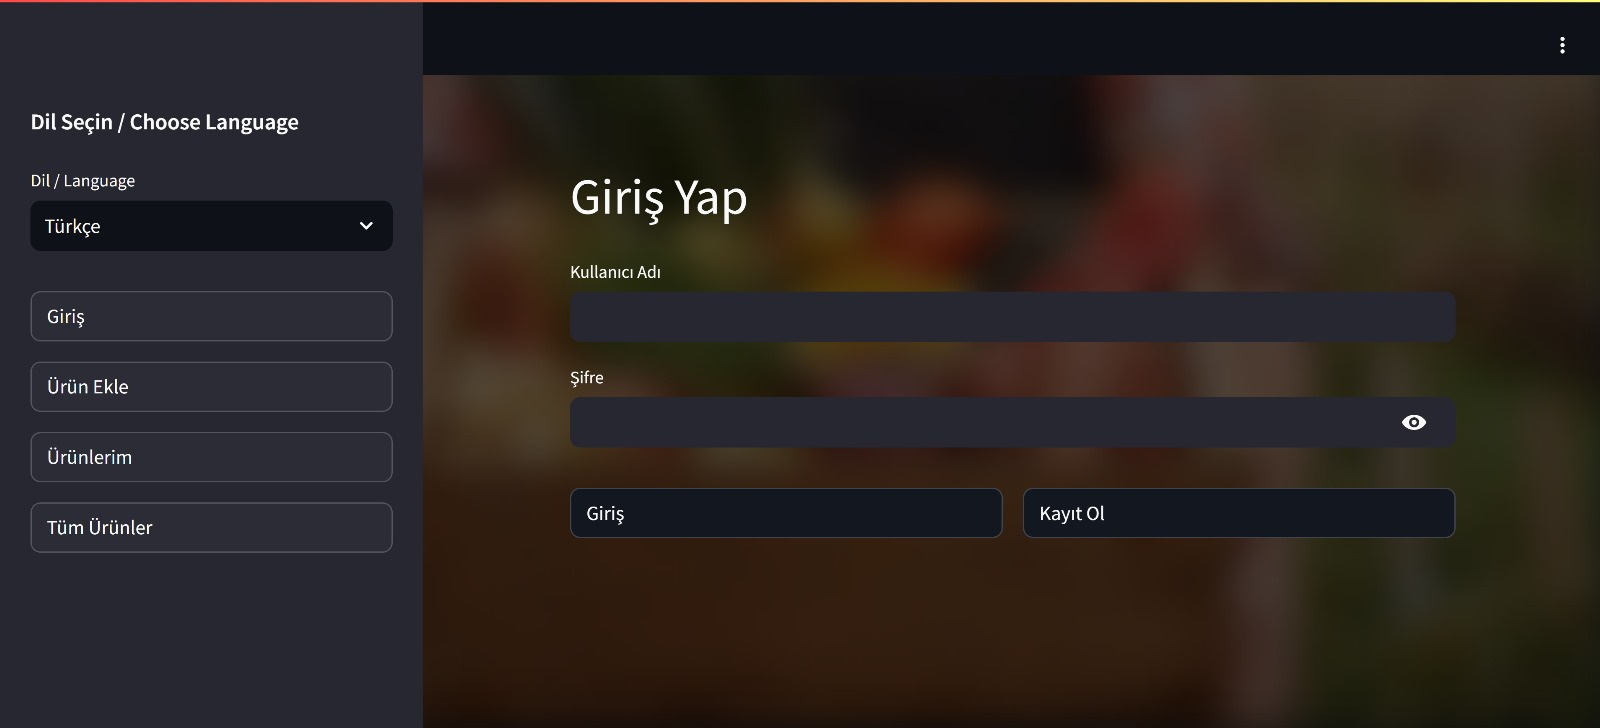 Dil Seçin / Choose Language
Dil / Language
Türkçe
Giriş
Ürün Ekle
Ürünlerim
Tüm Ürünler
Giriş Yap
Kullanıcı Adı
Şifre
Giriş
Kayıt Ol